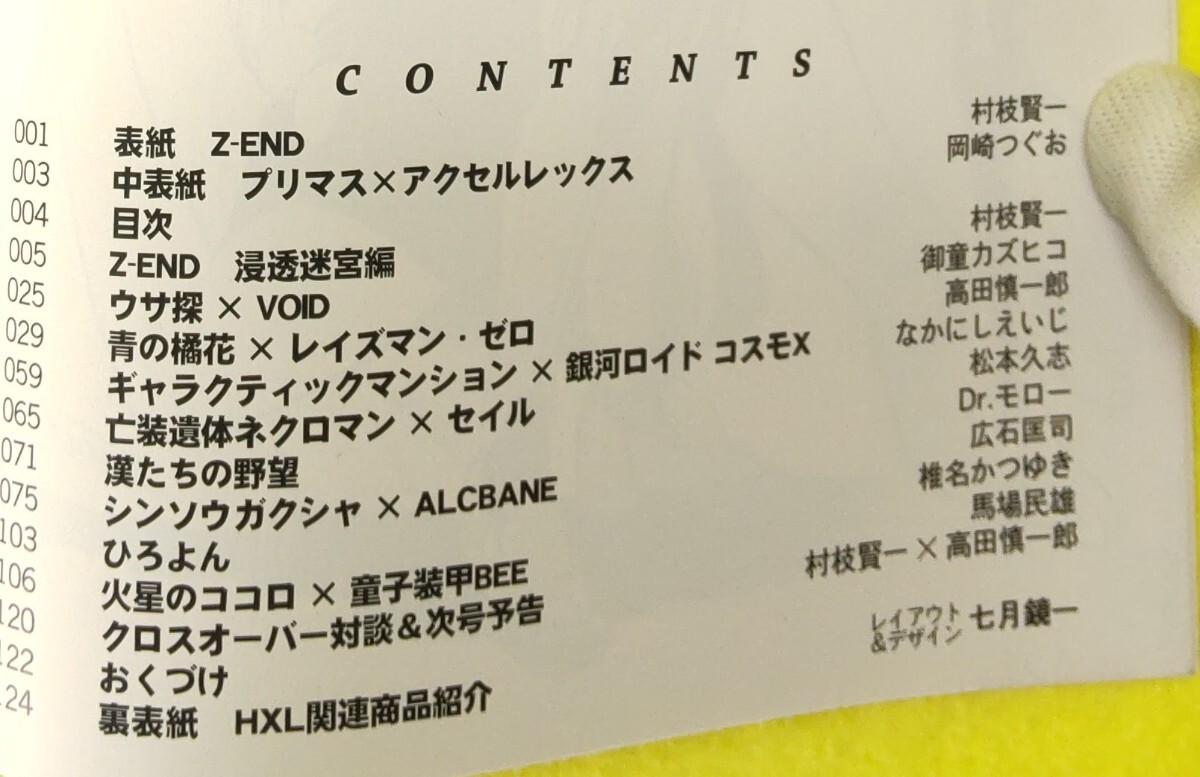 CONTENTS
001 表紙 Z-END 村枝賢一
003 中表紙 プリマス×アクセルレックス 岡崎つぐお
004 目次
005 Z-END 浸透迷宮編 村枝賢一
025 ウサ探 × VOID 御童カズヒコ
029 青の橘花 × レイズマン・ゼロ 高田慎一郎
059 ギャラクティックマンション × 銀河ロイド コスモX なかにしえいじ
065 亡装遺体ネクロマン × セイル 松本久志
071 漢たちの野望 Dr.モロー
075 シンソウガクシャ × ALCBANE 広石匡司
103 ひろよん 椎名かつゆき
106 火星のココロ × 童子装甲BEE 馬場民雄
120 クロスオーバー対談&次号予告 村枝賢一×高田慎一郎
122 おくづけ
124 裏表紙 HXL関連商品紹介 レイアウト&デザイン 七月鏡一